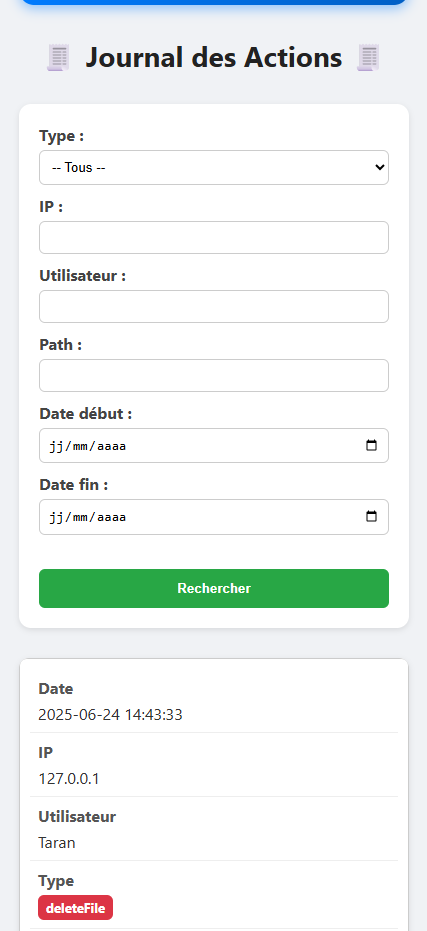 Journal des Actions
Type :
-- Tous --
IP :
Utilisateur :
Path :
Date début :
jj/mm/aaaa
Date fin :
jj/mm/aaaa
Rechercher
Date
2025-06-24 14:43:33
IP
127.0.0.1
Utilisateur
Taran
Type
deleteFile